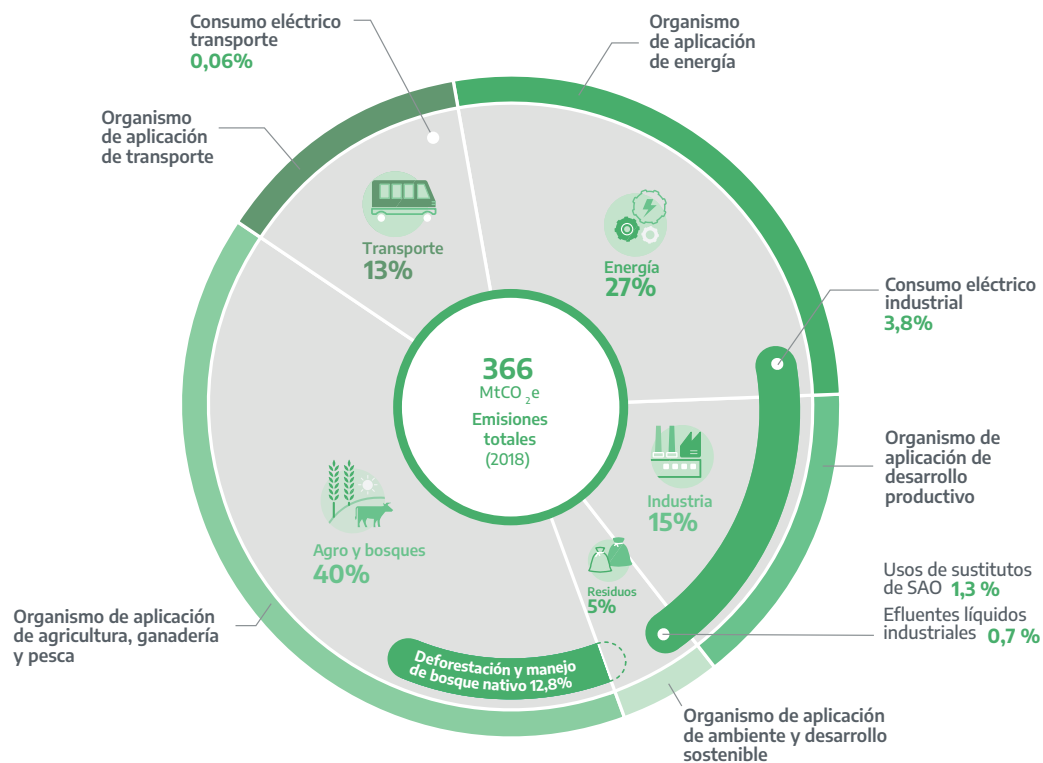 Consumo eléctrico
transporte
0,06%
Organismo
de aplicación
de energía
Organismo
de aplicación
de transporte
Transporte
13%
Energía
27%
Consumo eléctrico
industrial
3,8%
366
MtCO2e
Emisiones
totales
(2018)
Organismo de
aplicación de
desarrollo
productivo
Industria
15%
Agro y bosques
40%
Residuos
5%
Usos de sustitutos
de SAO 1,3 %
Efluentes líquidos
industriales 0,7 %
Organismo de aplicación
de agricultura, ganadería
y pesca
Deforestación y manejo
de bosque nativo 12,8%
Organismo de aplicación
de ambiente y desarrollo
sostenible